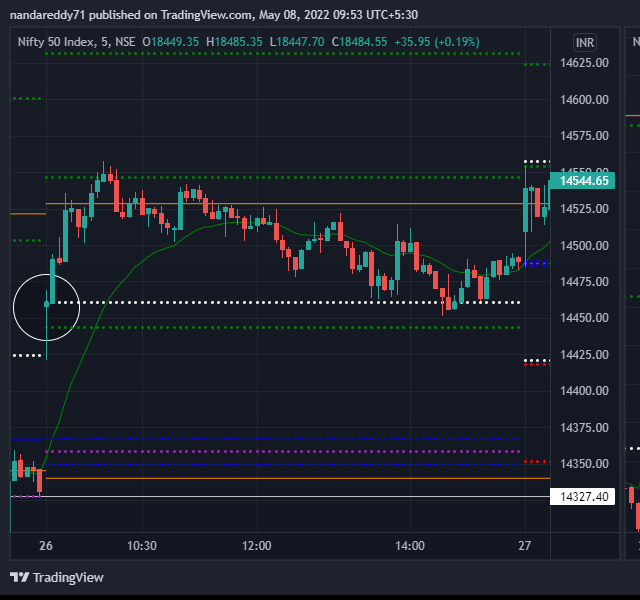 nandareddy71 published on TradingView.com, May 08, 2022 09:53 UTC+5:30
Nifty 50 Index, 5, NSE O18449.35 H18485.35 L18447.70 C18484.55 +35.95 (+0.19%)
INR
N
14625.00
14600.00
14575.00
14550.00
14544.65
14525.00
14500.00
14475.00
14450.00
14425.00
14400.00
14375.00
14350.00
14327.40
26 10:30 12:00 14:00 27
TradingView